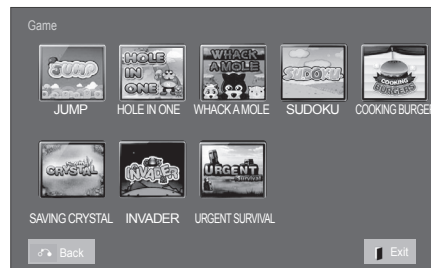 Game
JUMP
HOLE
IN
ONE
WHACK
A MOLE
SUDOKU
COOKING
BURGERS
JUMP HOLE IN ONE WHACK A MOLE SUDOKU COOKING BURGE
CRYSTAL
INVADER
URGENT
Survival
SAVING CRYSTAL INVADER URGENT SURVIVAL
Back Exit